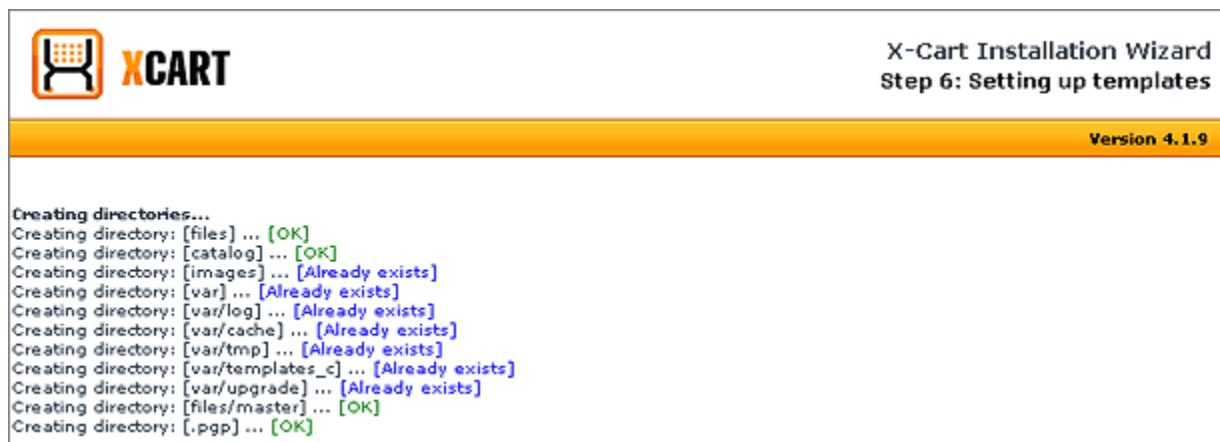 XCART
X-Cart Installation Wizard
Step 6: Setting up templates
Version 4.1.9
Creating directories...
Creating directory: [files] ... [OK]
Creating directory: [catalog] ... [OK]
Creating directory: [images] ... [Already exists]
Creating directory: [var] ... [Already exists]
Creating directory: [var/log] ... [Already exists]
Creating directory: [var/cache] ... [Already exists]
Creating directory: [var/tmp] ... [Already exists]
Creating directory: [var/templates_c] ... [Already exists]
Creating directory: [var/upgrade] ... [Already exists]
Creating directory: [files/master] ... [OK]
Creating directory: [.pgp] ... [OK]